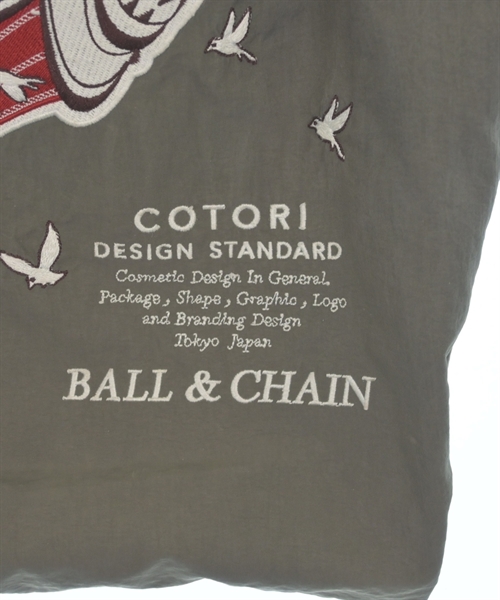 COTORI
DESIGN STANDARD
Cosmetic Design In General.
Package, Shape, Graphic, Logo
and Branding Design
Tokyo Japan
BALL & CHAIN